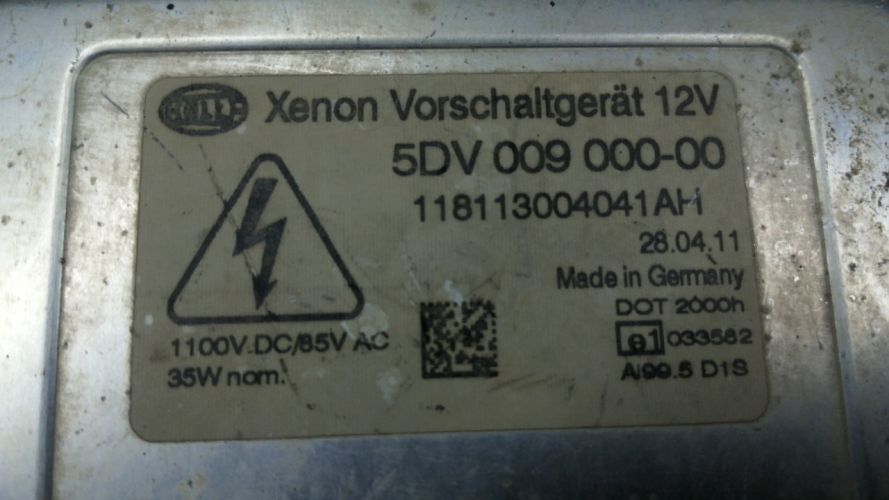 HELLA
Xenon Vorschaltgerät 12V
5DV 009 000-00
118113004041AH
28.04.11
Made in Germany
DOT 2000h
1100V DC/85V AC
e1 033582
35W nom.
Al99.5 D1S